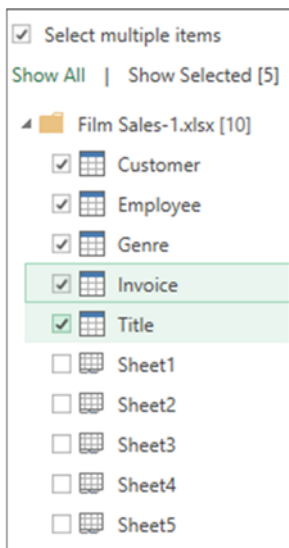 Select multiple items
Show All | Show Selected [5]
Film Sales-1.xlsx [10]
Customer
Employee
Genre
Invoice
Title
Sheet1
Sheet2
Sheet3
Sheet4
Sheet5